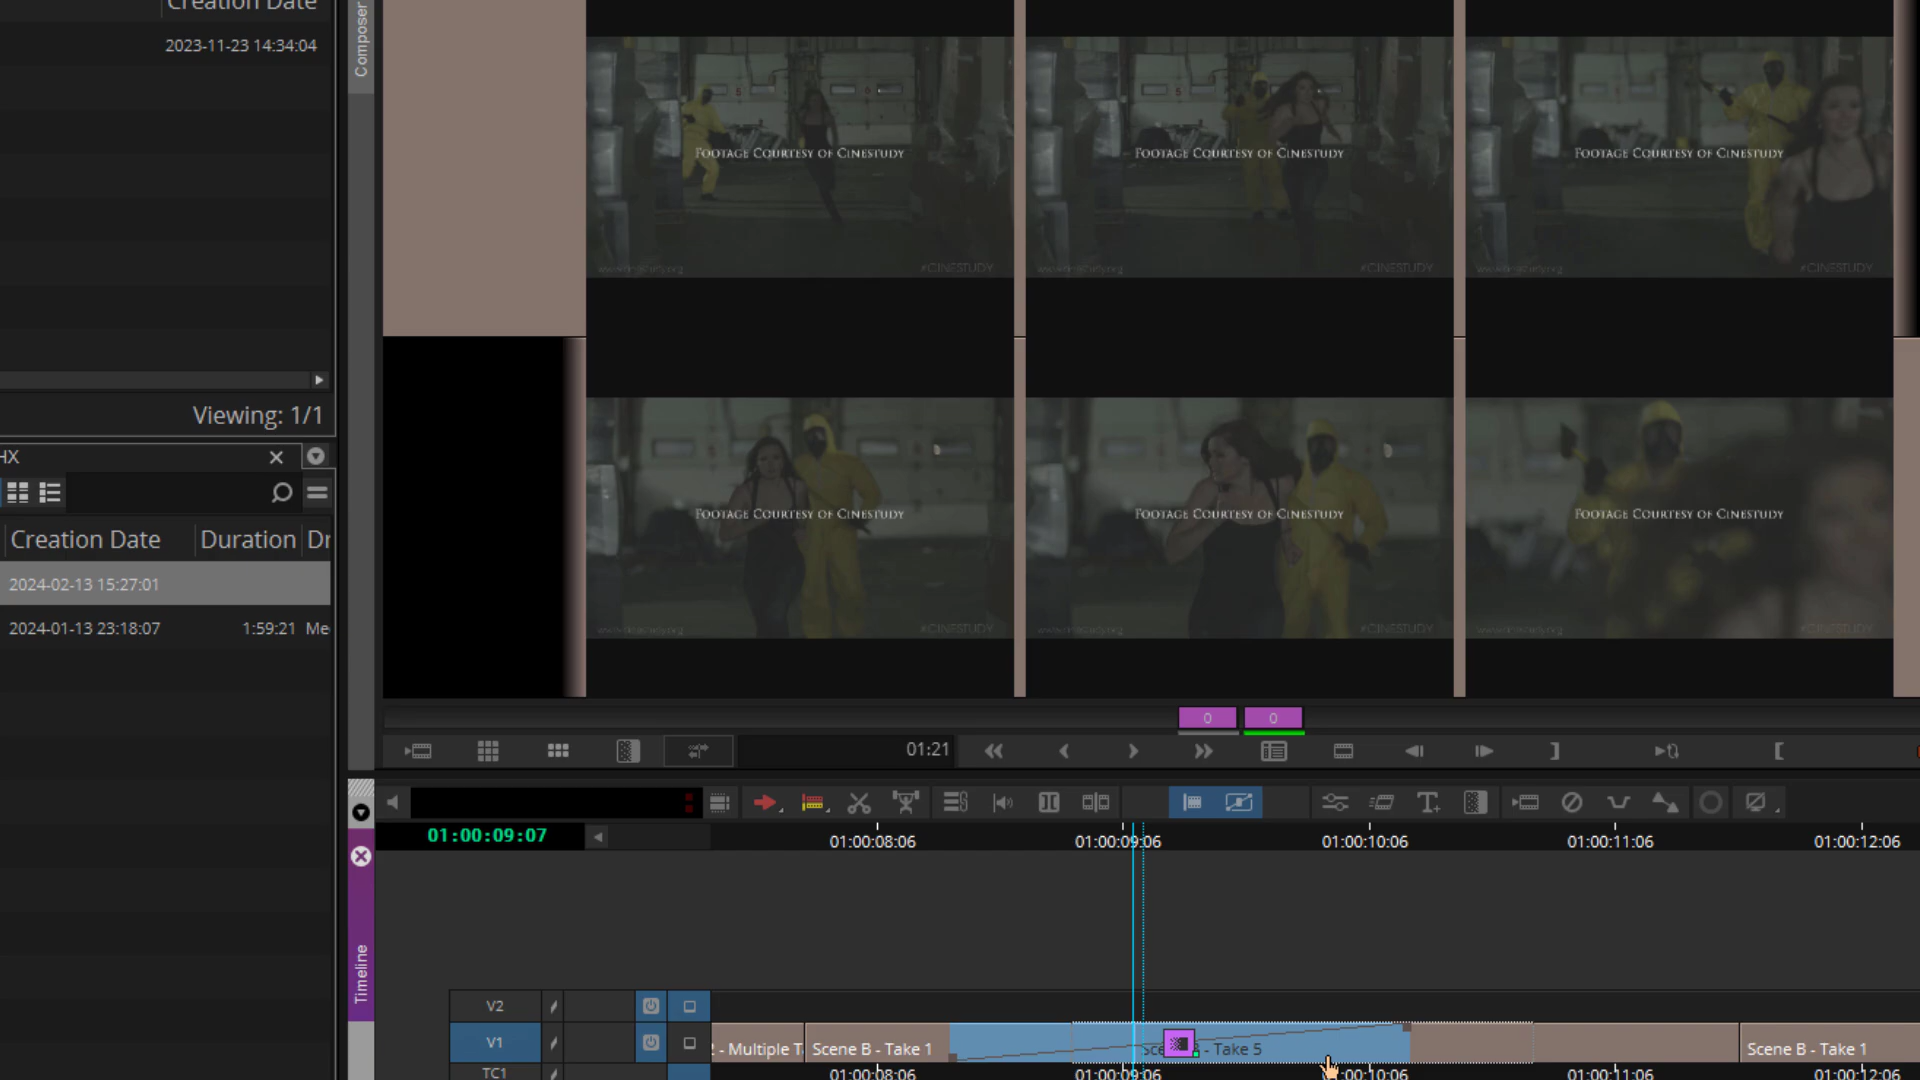 Creation Date
2023-11-23 14:34:04
Composer
FOOTAGE COURTESY OF CINESTUDY
FOOTAGE COURTESY OF CINESTUDY
FOOTAGE COURTESY OF CINESTUDY
#CINESTUDY
#CINESTUDY
#CINESTUDY
Viewing: 1/1
HX
FOOTAGE COURTESY OF CINESTUDY
FOOTAGE COURTESY OF CINESTUDY
FOOTAGE COURTESY OF CINESTUDY
Creation Date Duration Dr
2024-02-13 15:27:01
2024-01-13 23:18:07 1:59:21 Me
#CINESTUDY
#CINESTUDY
#CINESTUDY
0 0
01:21
01:00:09:07
01:00:08:06 01:00:09:06 01:00:10:06 01:00:11:06 01:00:12:06
Timeline
V2
V1
- Multiple T Scene B - Take 1 - Take 5 Scene B - Take 1
TC1
01:00:08:06 01:00:09:06 01:00:10:06 01:00:11:06 01:00:12:06